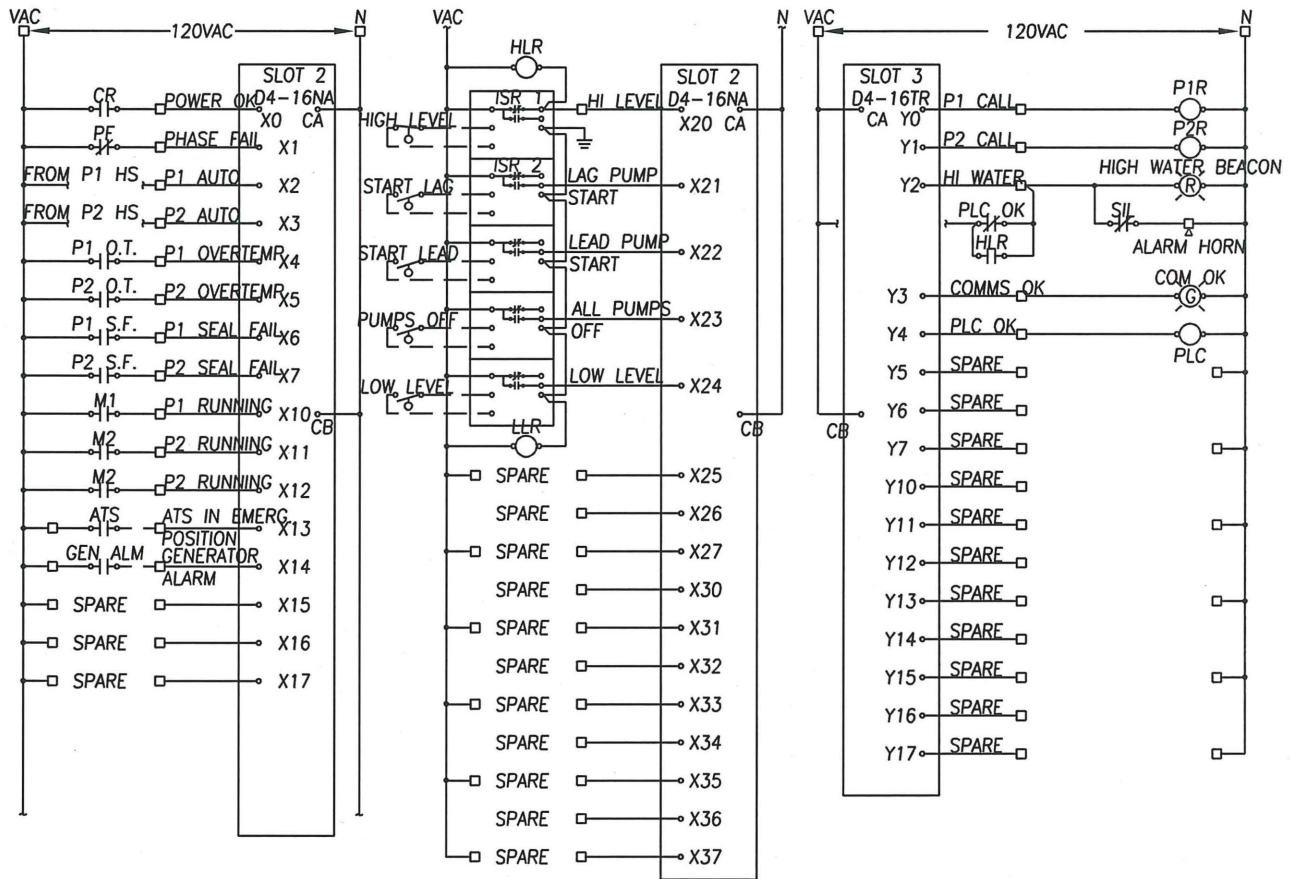 VAC
120VAC
N
SLOT 2
D4-16NA
X0 CA
CR
POWER OK
PF
PHASE FAIL
X1
FROM P1 HS
P1 AUTO
X2
FROM P2 HS
P2 AUTO
X3
P1 O.T.
P1 OVERTEMP
X4
P2 O.T.
P2 OVERTEMP
X5
P1 S.F.
P1 SEAL FAIL
X6
P2 S.F.
P2 SEAL FAIL
X7
M1
P1 RUNNING
X10
CB
M2
P2 RUNNING
X11
M2
P2 RUNNING
X12
ATS
ATS IN EMERG
POSITION
X13
GEN ALM
GENERATOR
ALARM
X14
SPARE
X15
SPARE
X16
SPARE
X17
VAC
N
HLR
SLOT 2
D4-16NA
X20 CA
ISR 1
HI LEVEL
HIGH LEVEL
ISR 2
LAG PUMP
START
X21
START LAG
LEAD PUMP
START
X22
START LEAD
ALL PUMPS
OFF
X23
PUMPS OFF
LOW LEVEL
X24
LOW LEVEL
CB
LLR
SPARE
X25
SPARE
X26
SPARE
X27
SPARE
X30
SPARE
X31
SPARE
X32
SPARE
X33
SPARE
X34
SPARE
X35
SPARE
X36
SPARE
X37
VAC
120VAC
N
SLOT 3
D4-16TR
CA Y0
P1 CALL
P1R
Y1
P2 CALL
P2R
HIGH WATER BEACON
Y2
HI WATER
R
PLC OK
HLR
SIL
ALARM HORN
Y3
COMMS OK
COM OK
G
Y4
PLC OK
PLC
Y5
SPARE
Y6
SPARE
CB
Y7
SPARE
Y10
SPARE
Y11
SPARE
Y12
SPARE
Y13
SPARE
Y14
SPARE
Y15
SPARE
Y16
SPARE
Y17
SPARE